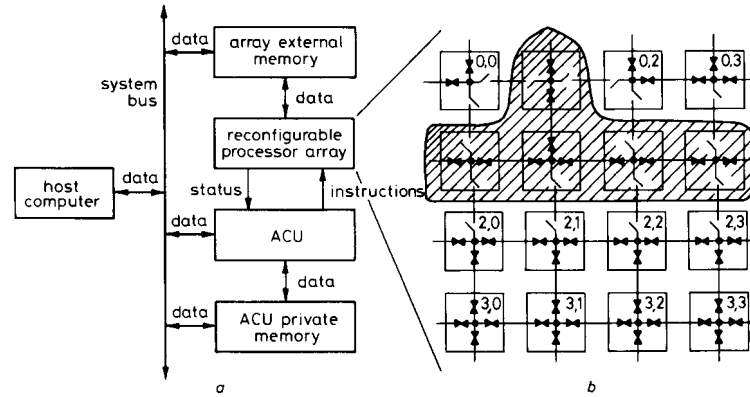 data
array external
memory
system
bus
data
reconfigurable
processor array
data
host
computer
status
instructions
data
ACU
data
data
ACU private
memory
a
0,0
0,2
0,3
2,0
2,1
2,2
2,3
3,0
3,1
3,2
3,3
b